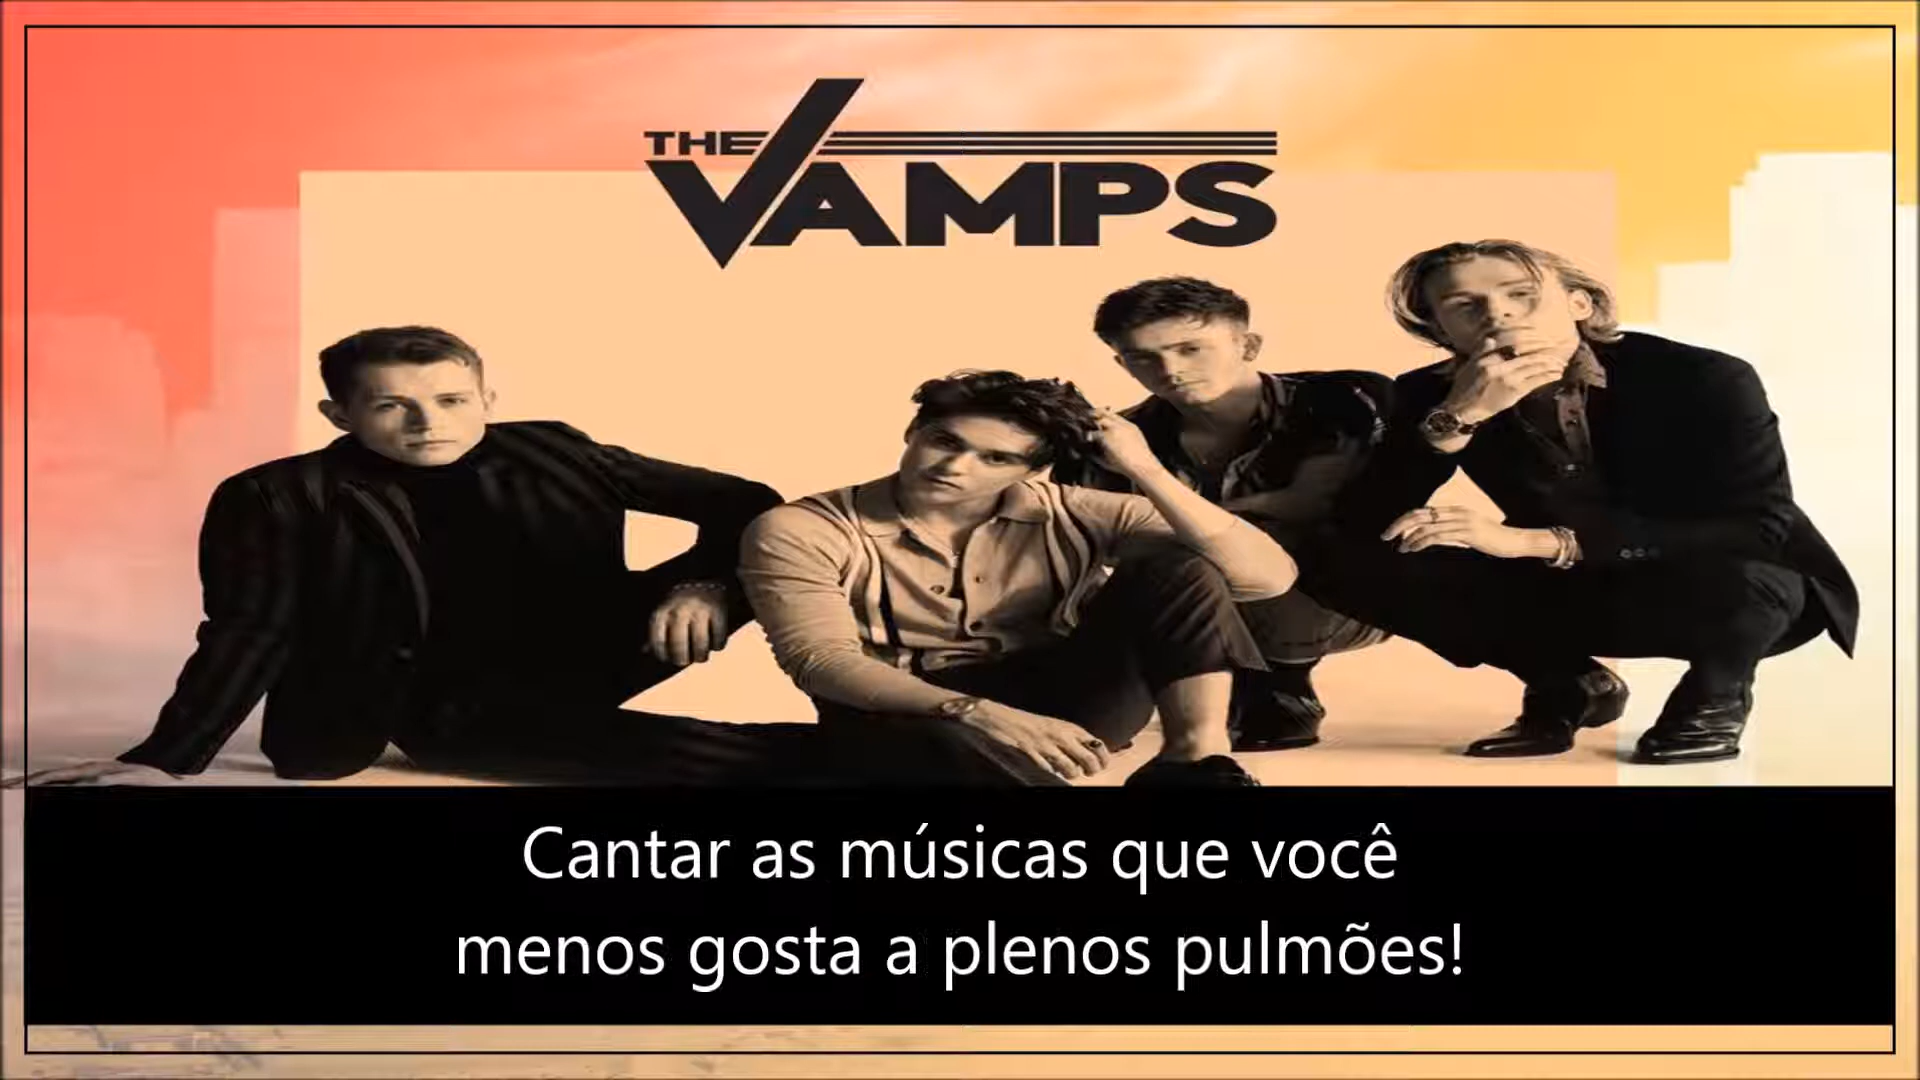 THE
VAMPS
Cantar as músicas que você
menos gosta a plenos pulmões!